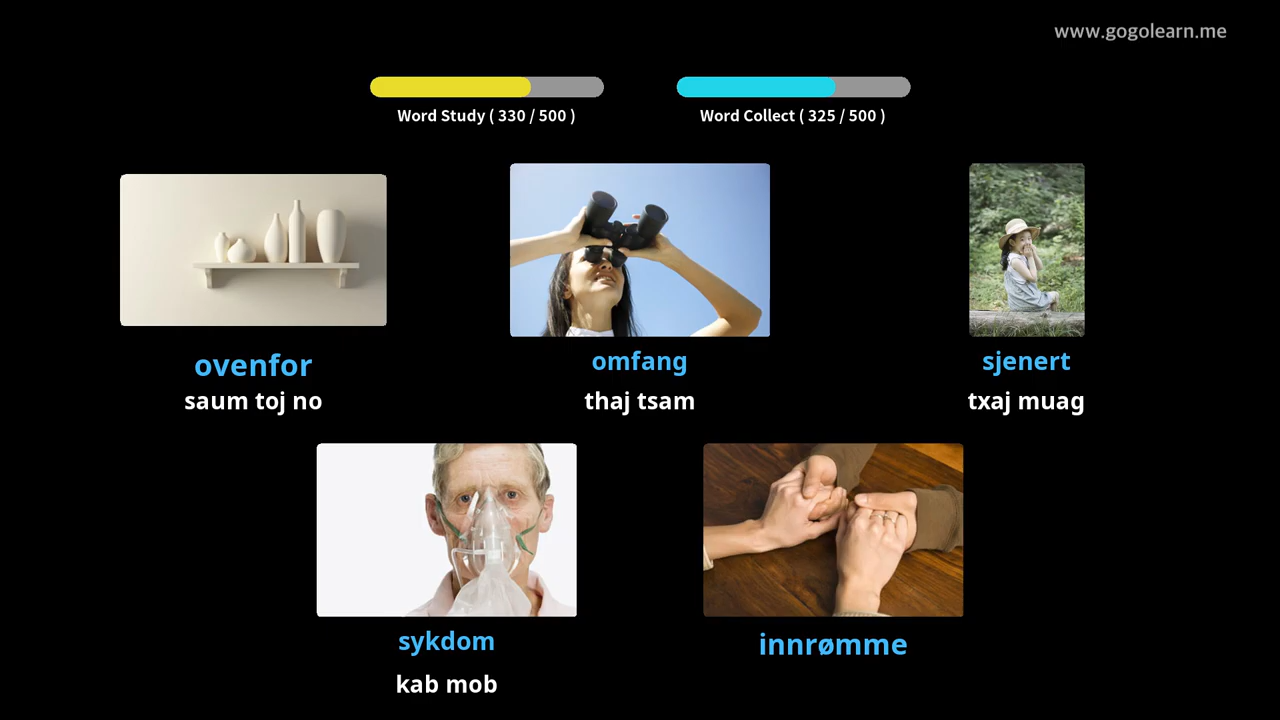 www.gogolearn.me
Word Study ( 330 / 500 )
Word Collect ( 325 / 500 )
ovenfor
saum toj no
omfang
thaj tsam
sjenert
txaj muag
sykdom
kab mob
innrømme